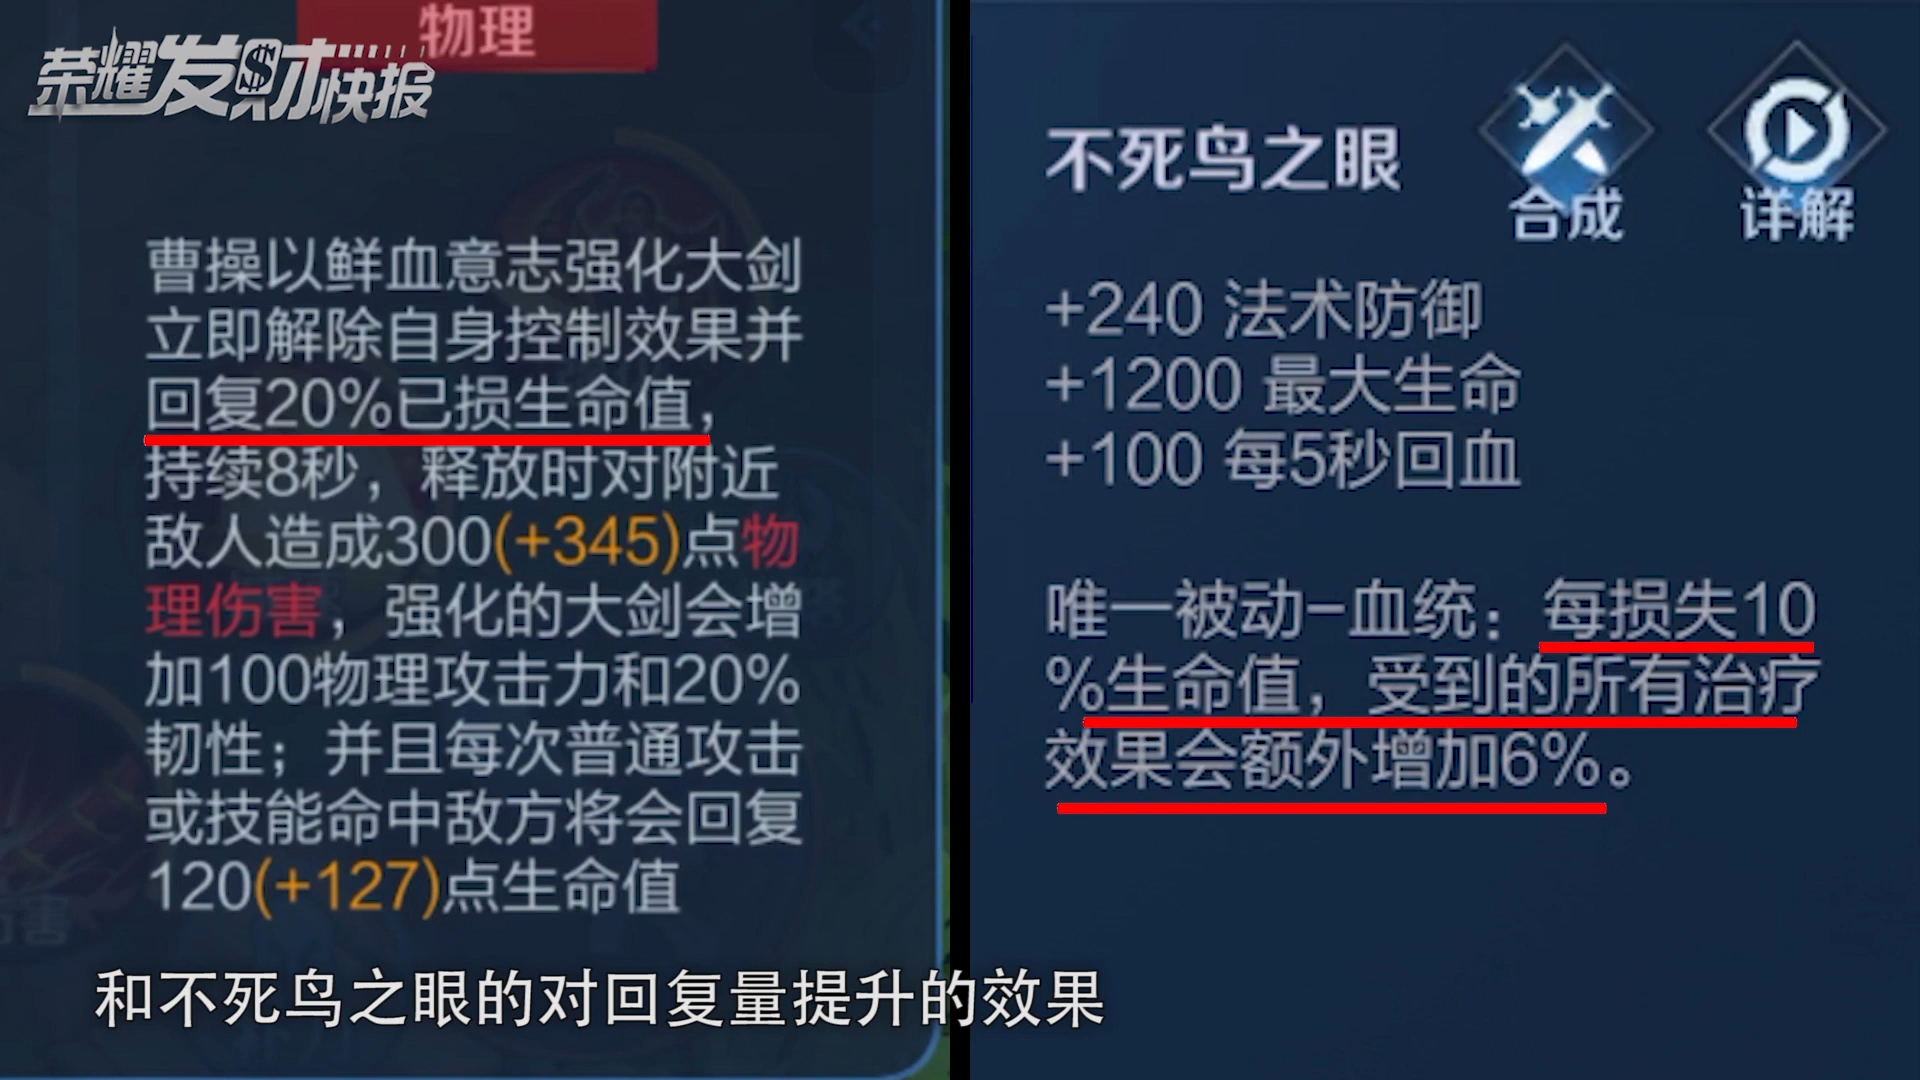 荣耀发财快报
物理
曹操以鲜血意志强化大剑
立即解除自身控制效果并
回复20%已损生命值，
持续8秒，释放时对附近
敌人造成300(+345)点物
理伤害，强化的大剑会增
加100物理攻击力和20%
韧性；并且每次普通攻击
或技能命中敌方将会回复
120(+127)点生命值
伤害
不死鸟之眼
合成
详解
+240 法术防御
+1200 最大生命
+100 每5秒回血
唯一被动-血统：每损失10
%生命值，受到的所有治疗
效果会额外增加6%。
和不死鸟之眼的对回复量提升的效果